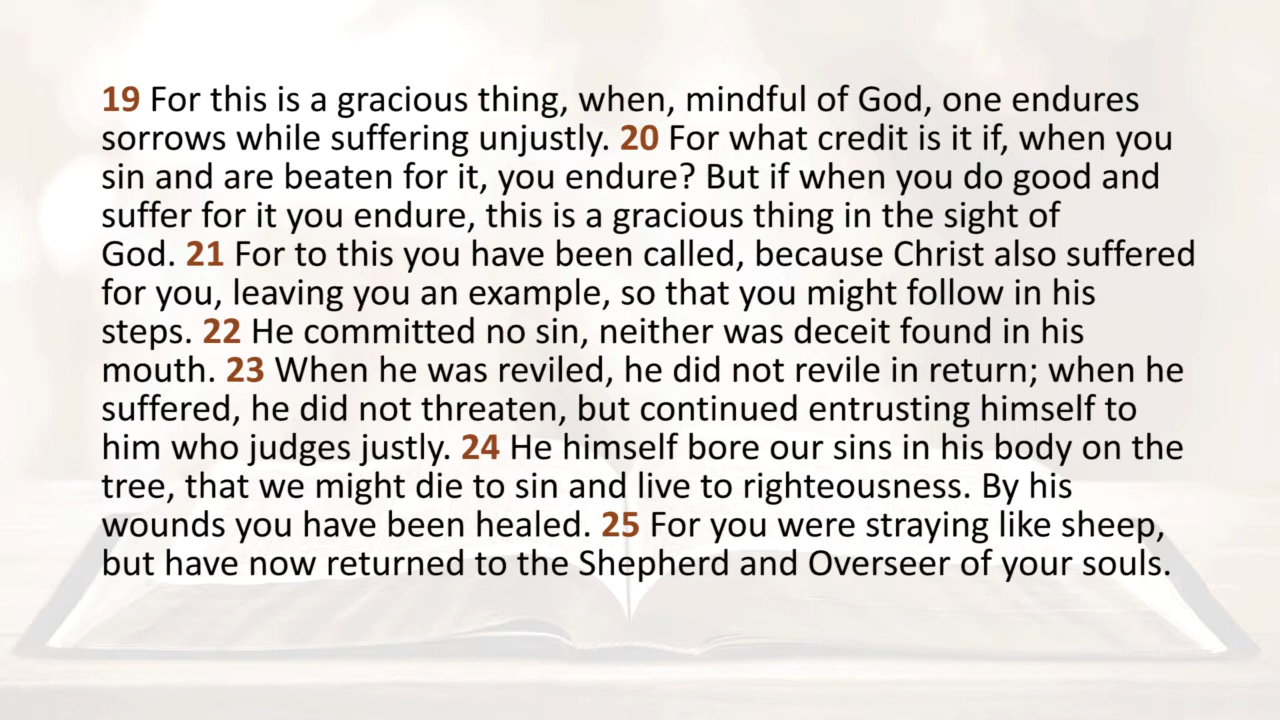 19 For this is a gracious thing, when, mindful of God, one endures
sorrows while suffering unjustly. 20 For what credit is it if, when you
sin and are beaten for it, you endure? But if when you do good and
suffer for it you endure, this is a gracious thing in the sight of
God. 21 For to this you have been called, because Christ also suffered
for you, leaving you an example, so that you might follow in his
steps. 22 He committed no sin, neither was deceit found in his
mouth. 23 When he was reviled, he did not revile in return; when he
suffered, he did not threaten, but continued entrusting himself to
him who judges justly. 24 He himself bore our sins in his body on the
tree, that we might die to sin and live to righteousness. By his
wounds you have been healed. 25 For you were straying like sheep,
but have now returned to the Shepherd and Overseer of your souls.